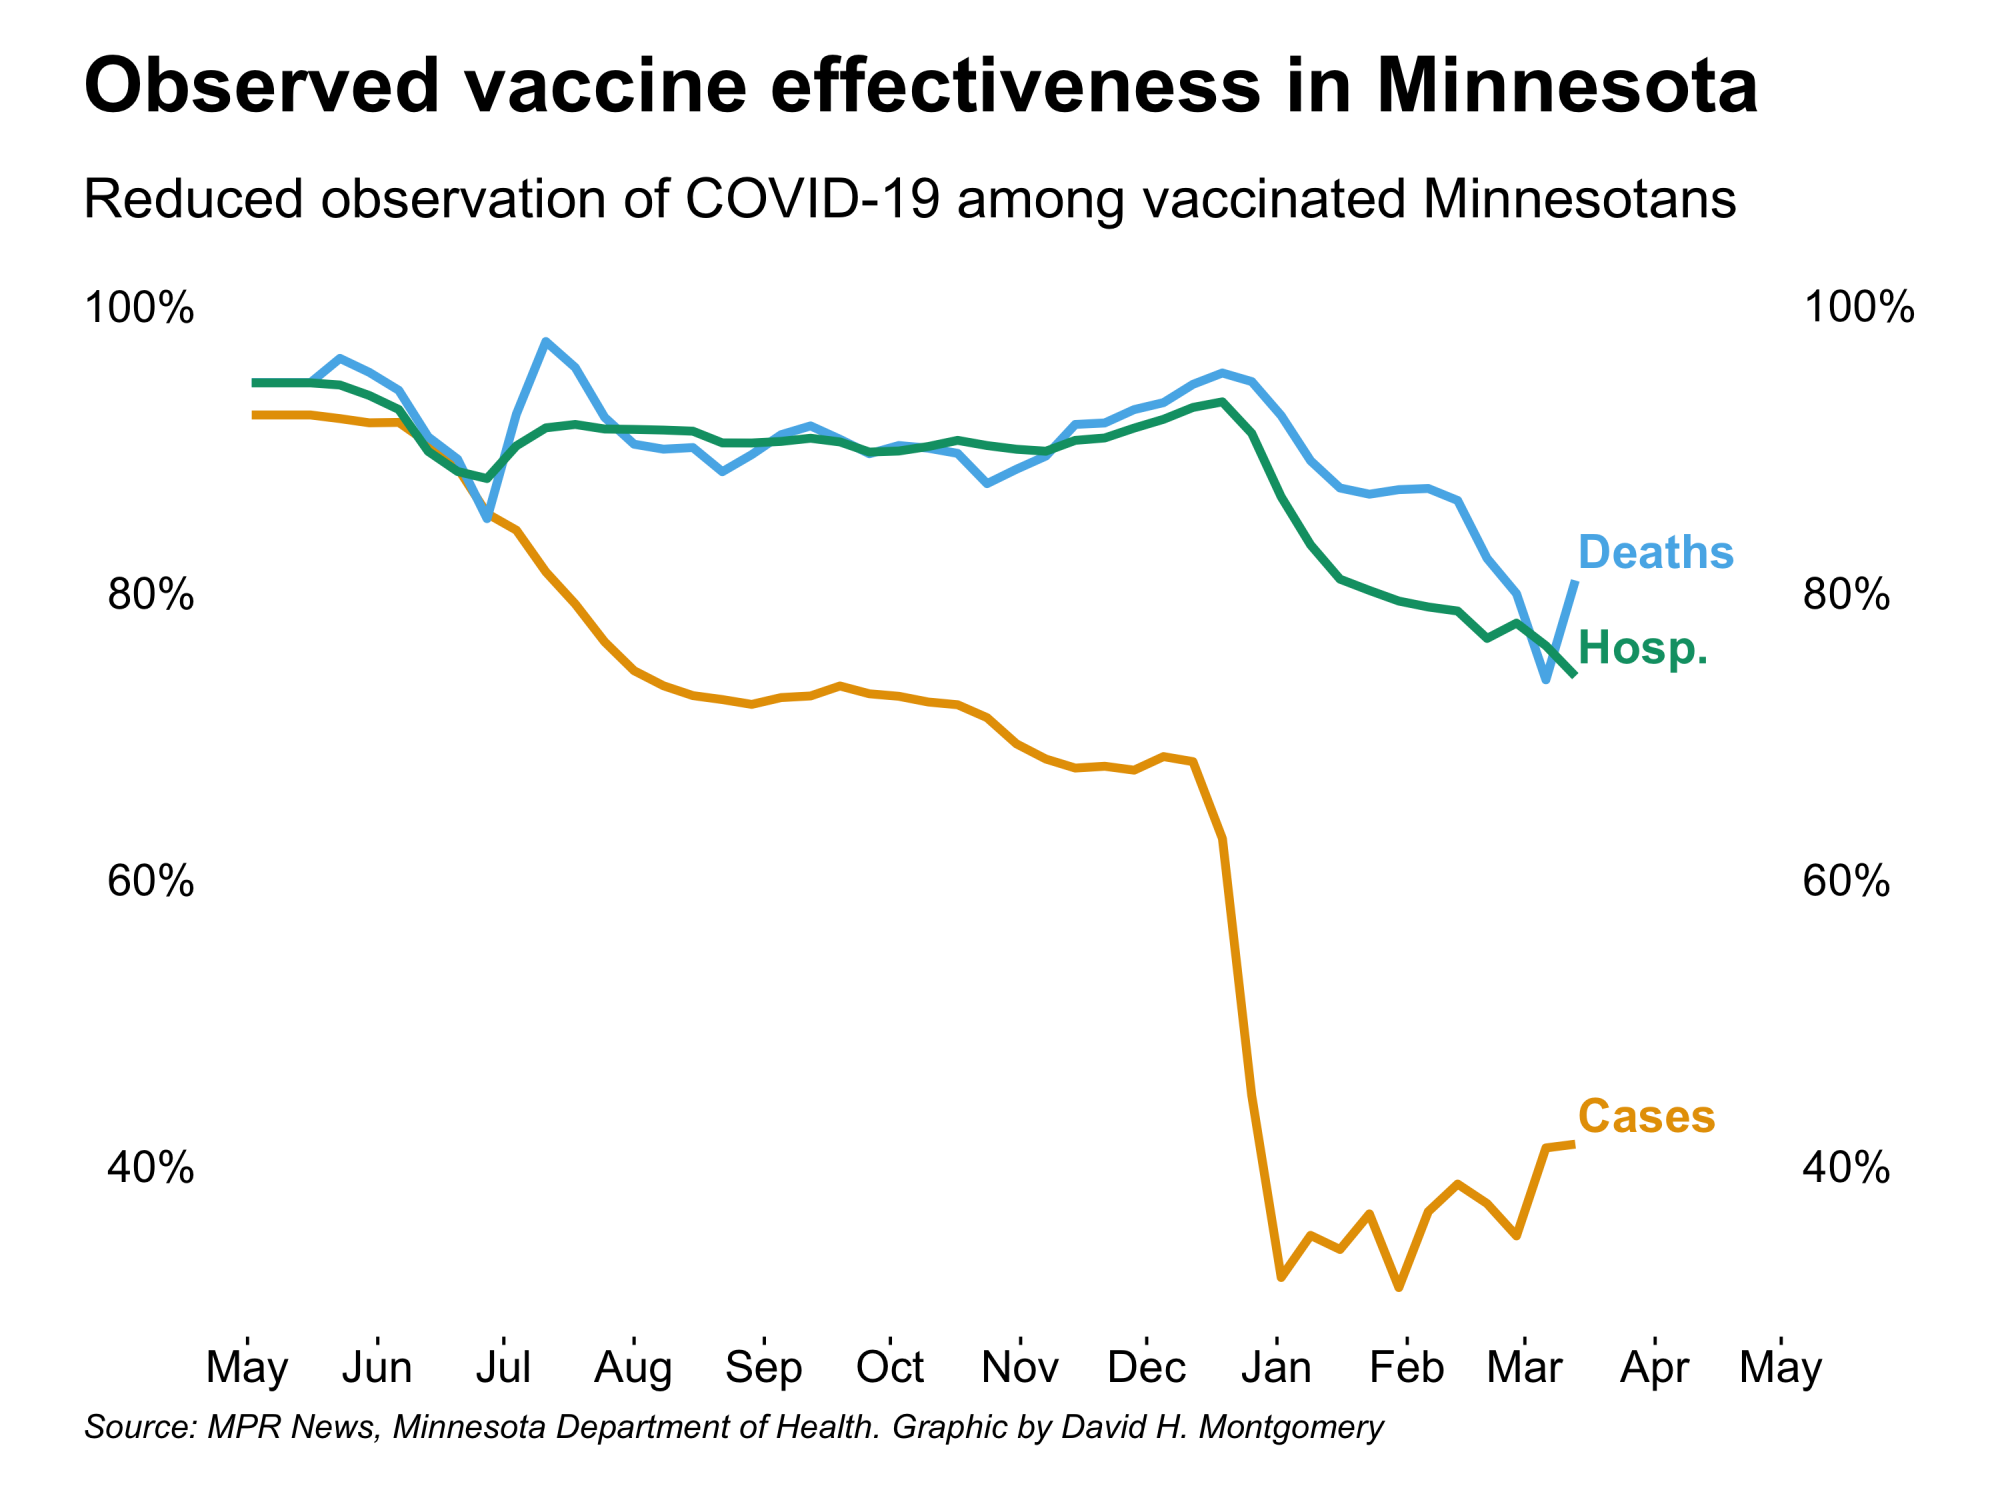 Observed vaccine effectiveness in Minnesota
Reduced observation of COVID-19 among vaccinated Minnesotans
100% 100%
Deaths
80% 80%
Hosp.
60% 60%
Cases
40% 40%
May Jun Jul Aug Sep Oct Nov Dec Jan Feb Mar Apr May
Source: MPR News, Minnesota Department of Health. Graphic by David H. Montgomery